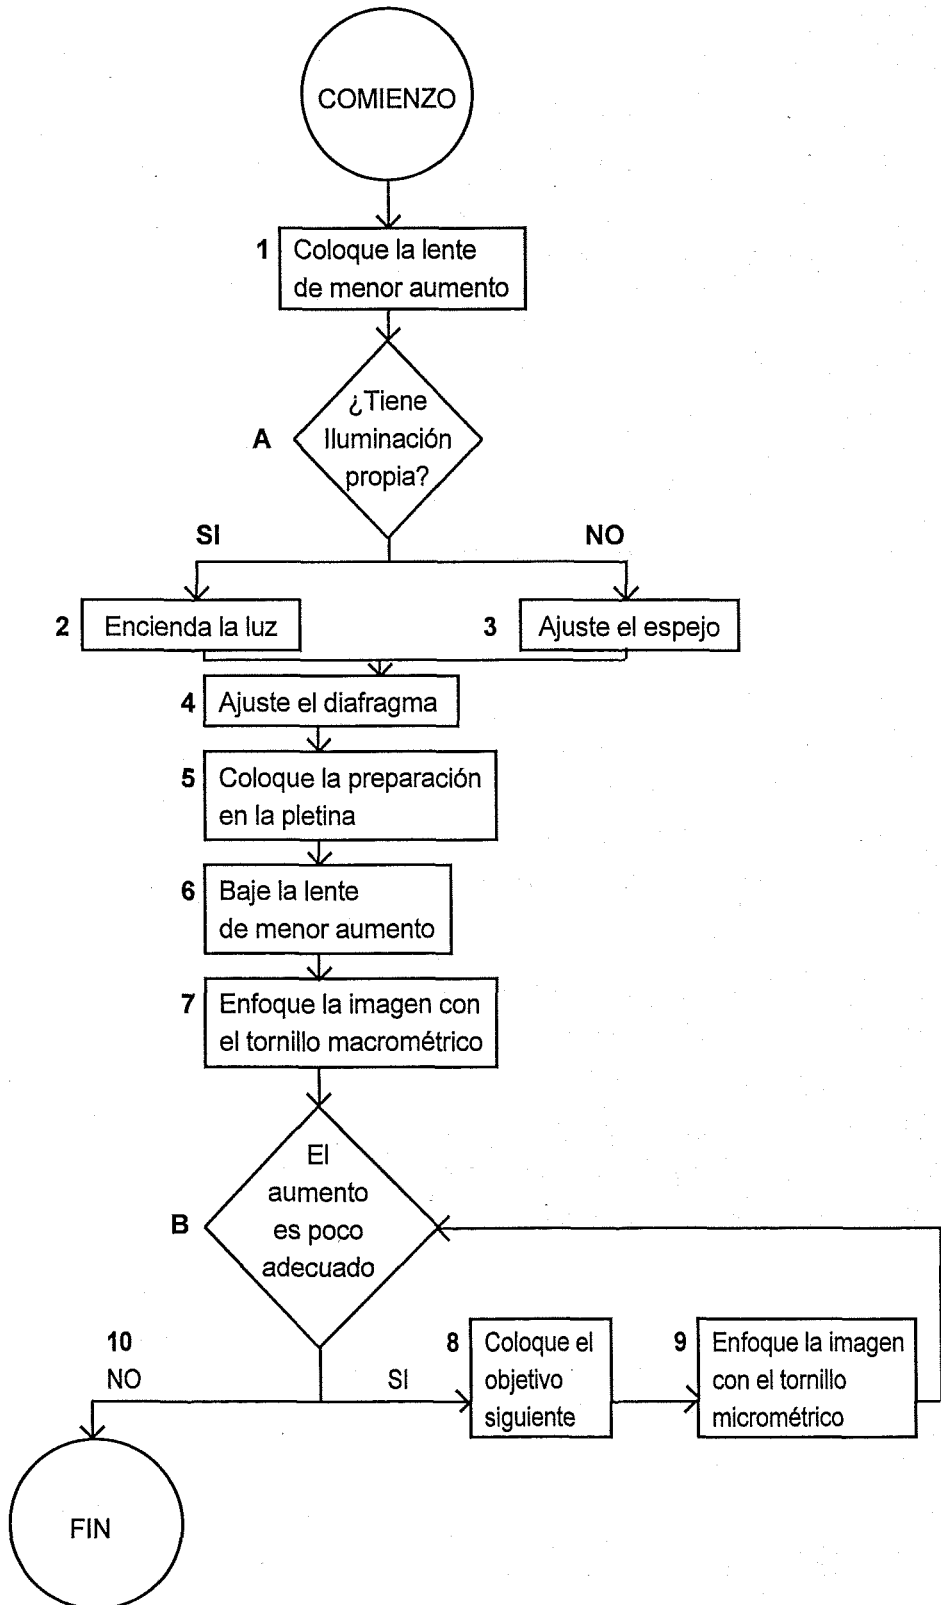 COMIENZO
1 Coloque la lente
de menor aumento
A
¿Tiene
Iluminación
propia?
SI
NO
2 Encienda la luz
3 Ajuste el espejo
4 Ajuste el diafragma
5 Coloque la preparación
en la pletina
6 Baje la lente
de menor aumento
7 Enfoque la imagen con
el tornillo macrométrico
B
El
aumento
es poco
adecuado
10
NO
SI
8 Coloque el
objetivo
siguiente
9 Enfoque la imagen
con el tornillo
micrométrico
FIN